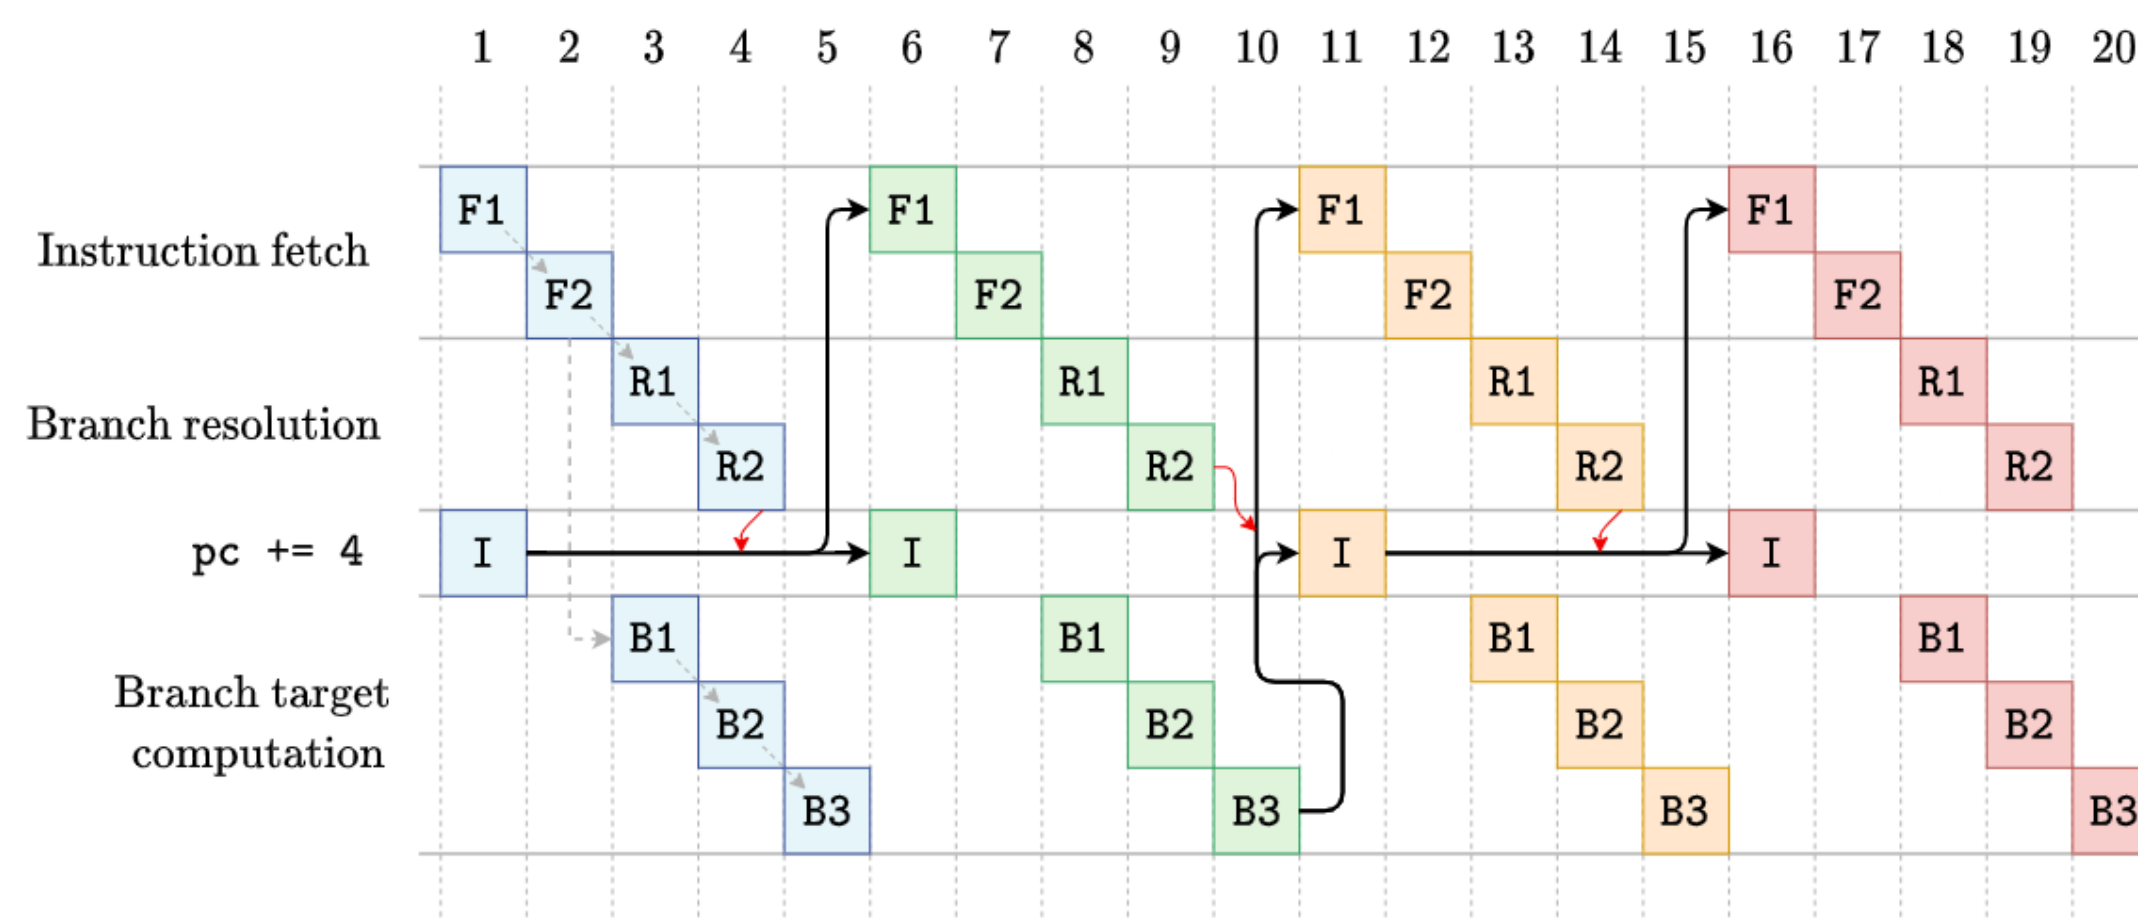 1 2 3 4 5 6 7 8 9 10 11 12 13 14 15 16 17 18 19 20
F1 F1 F1 F1
Instruction fetch
F2 F2 F2 F2
R1 R1 R1 R1
Branch resolution
R2 R2 R2 R2
pc += 4 I I I I
B1 B1 B1 B1
Branch target
B2 B2 B2 B2
computation
B3 B3 B3 B3